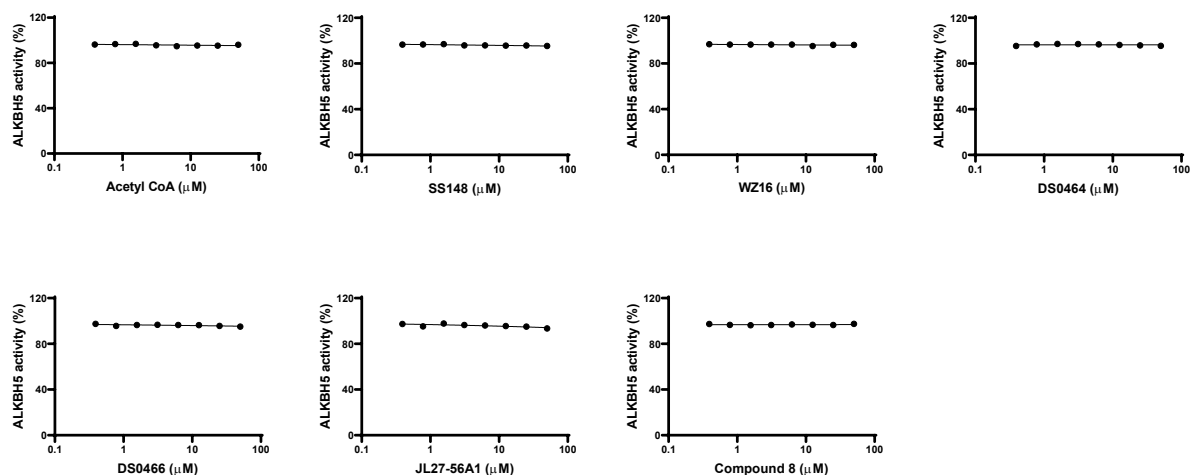 ALKBH5 activity (%)
120
80
40
0
0.1 1 10 100
Acetyl CoA (μM)
ALKBH5 activity (%)
120
80
40
0
0.1 1 10 100
SS148 (μM)
ALKBH5 activity (%)
120
80
40
0
0.1 1 10 100
WZ16 (μM)
ALKBH5 activity (%)
120
80
40
0
0.1 1 10 100
DS0464 (μM)
ALKBH5 activity (%)
120
80
40
0
0.1 1 10 100
DS0466 (μM)
ALKBH5 activity (%)
120
80
40
0
0.1 1 10 100
JL27-56A1 (μM)
ALKBH5 activity (%)
120
80
40
0
0.1 1 10 100
Compound 8 (μM)